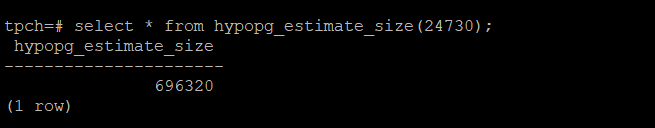 tpch=# select * from hypopg_estimate_size(24730);
 hypopg_estimate_size
----------------------
               696320
(1 row)